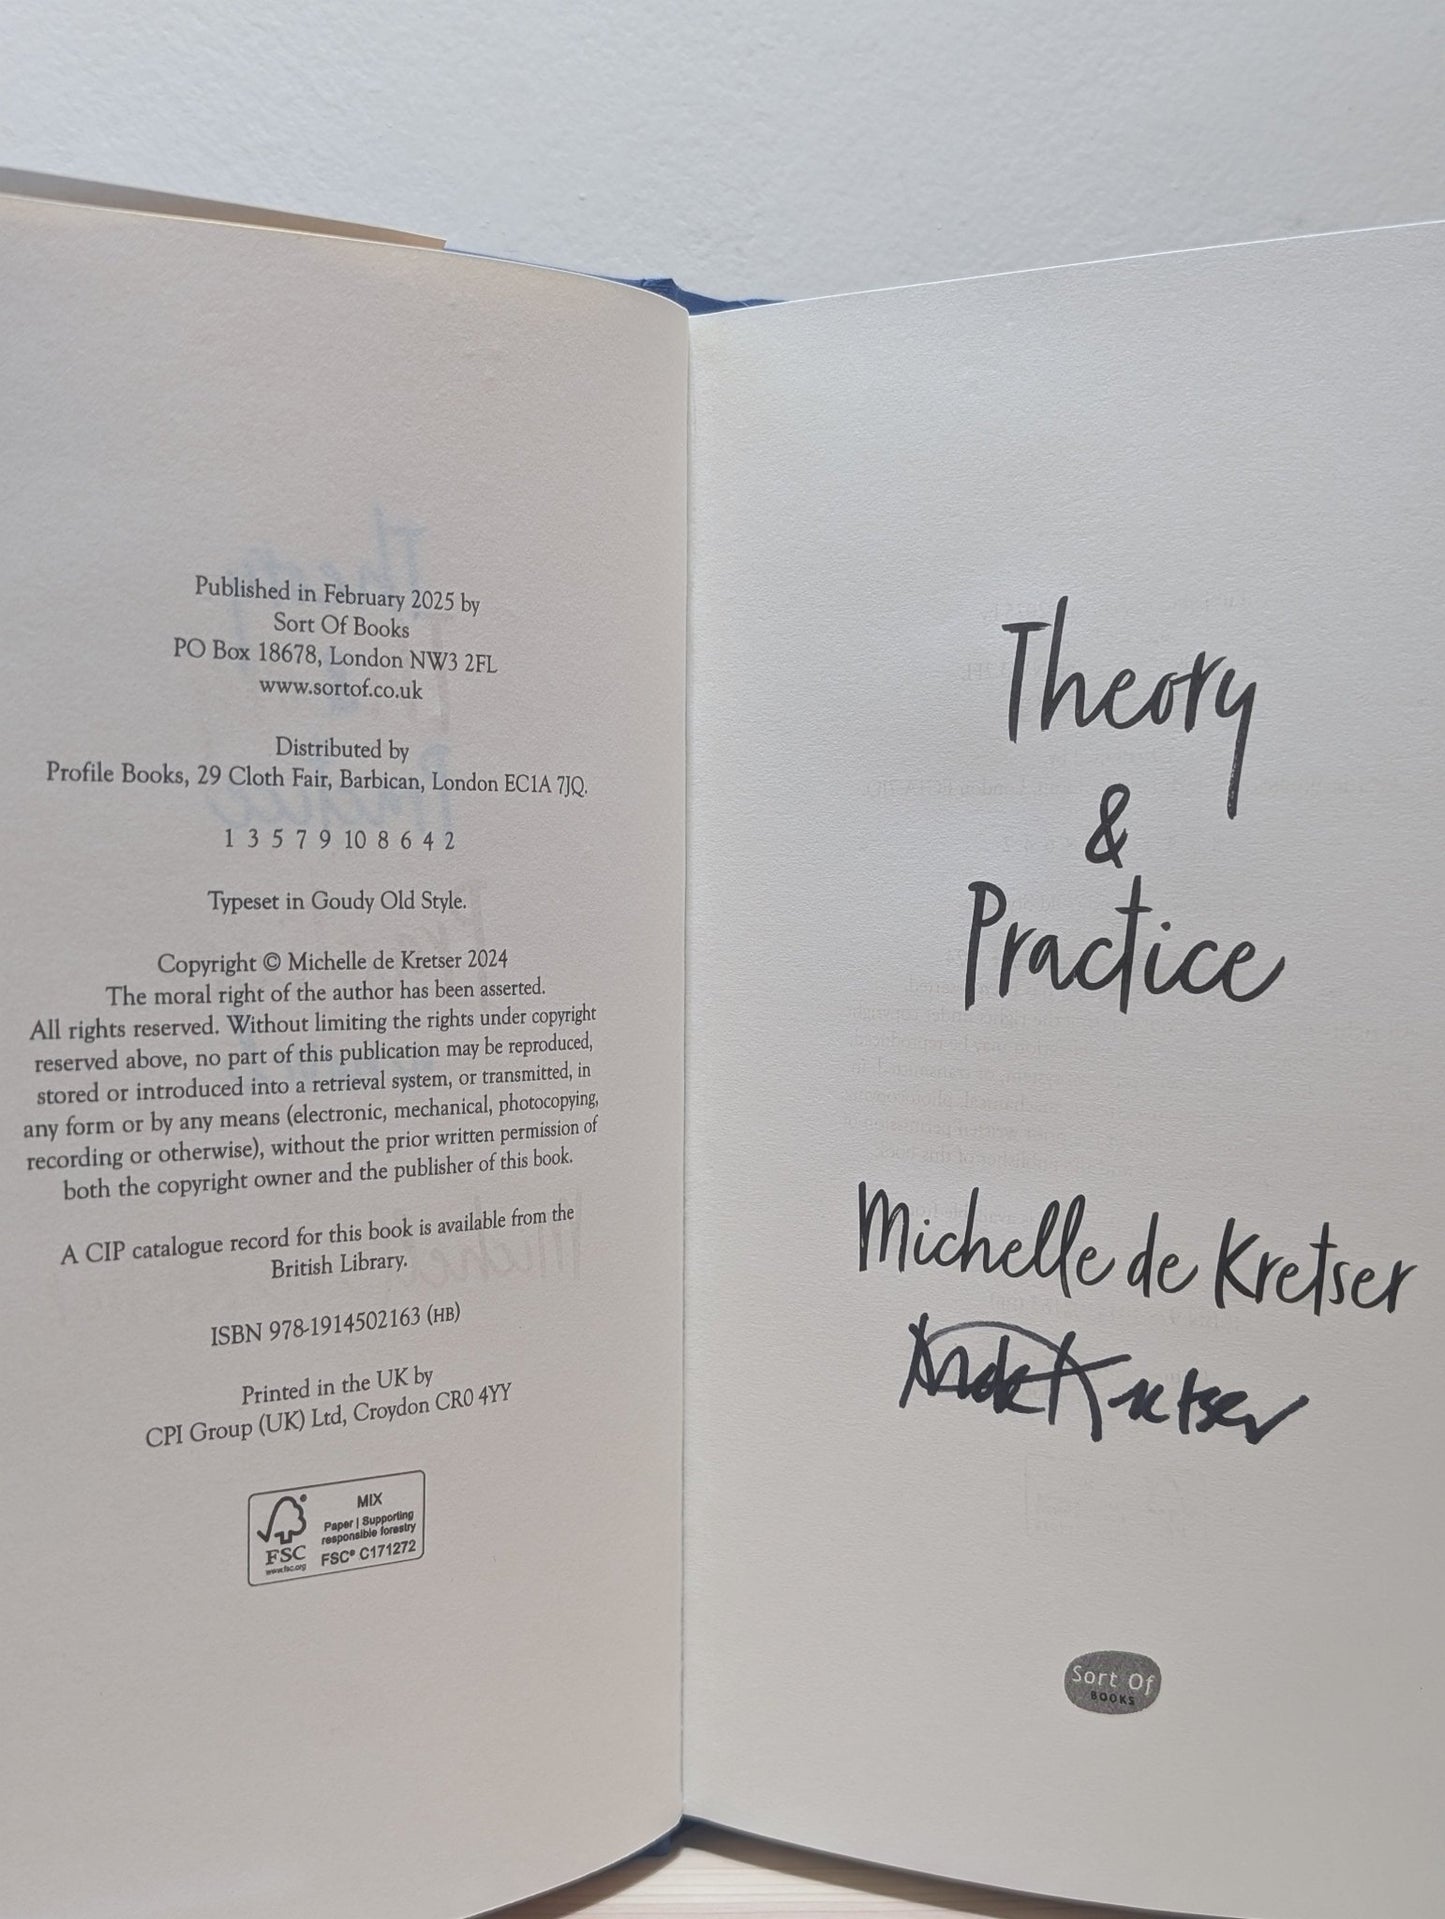 Published in February 2025 by
Sort Of Books
PO Box 18678, London NW3 2FL
www.sortof.co.uk
Distributed by
Profile Books, 29 Cloth Fair, Barbican, London EC1A 7JQ.
1 3 5 7 9 10 8 6 4 2
Typeset in Goudy Old Style.
Copyright © Michelle de Kretser 2024
The moral right of the author has been asserted.
All rights reserved. Without limiting the rights under copyright
reserved above, no part of this publication may be reproduced,
stored or introduced into a retrieval system, or transmitted, in
any form or by any means (electronic, mechanical, photocopying,
recording or otherwise), without the prior written permission of
both the copyright owner and the publisher of this book.
A CIP catalogue record for this book is available from the
British Library.
ISBN 978-1914502163 (HB)
Printed in the UK by
CPI Group (UK) Ltd, Croydon CR0 4YY
MIX
Paper | Supporting
responsible forestry
FSC
www.fsc.org
FSC® C171272
Theory
&
Practice
Michelle de Kretser
Kretser
Sort Of
BOOKS